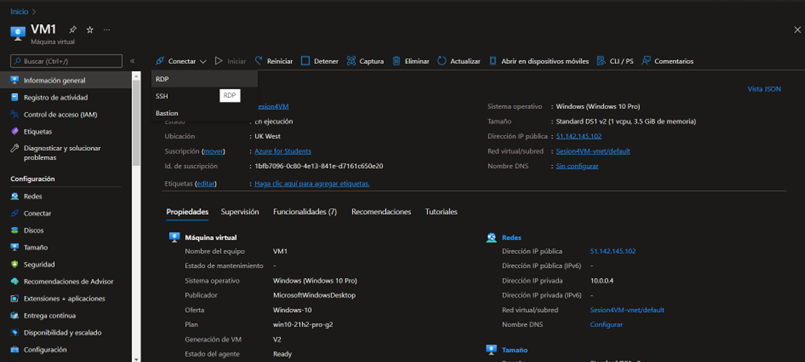 Inicio >
VM1
Máquina virtual
Buscar (Ctrl+/)
Conectar Iniciar Reiniciar Detener Captura Eliminar Actualizar Abrir en dispositivos móviles CLI / PS Comentarios
RDP
SSH
Bastion
RDP
Información general
Registro de actividad
Control de acceso (IAM)
Etiquetas
Diagnosticar y solucionar
problemas
Configuración
Redes
Conectar
Discos
Tamaño
Seguridad
Recomendaciones de Advisor
Extensiones + aplicaciones
Entrega continua
Disponibilidad y escalado
Configuración
Vista JSON
Sesion4VM
Estado : En ejecución
Ubicación : UK West
Suscripción (mover) : Azure for Students
Id. de suscripción : 1bfb7096-0c80-4e13-841e-d7161c650e20
Etiquetas (editar) : Haga clic aquí para agregar etiquetas.
Sistema operativo : Windows (Windows 10 Pro)
Tamaño : Standard DS1 v2 (1 vcpu, 3.5 GiB de memoria)
Dirección IP pública : 51.142.145.102
Red virtual/subred : Sesion4VM-vnet/default
Nombre DNS : Sin configurar
Propiedades Supervisión Funcionalidades (7) Recomendaciones Tutoriales
Máquina virtual
Nombre del equipo VM1
Estado de mantenimiento -
Sistema operativo Windows (Windows 10 Pro)
Publicador MicrosoftWindowsDesktop
Oferta Windows-10
Plan win10-21h2-pro-g2
Generación de VM V2
Estado del agente Ready
Redes
Dirección IP pública 51.142.145.102
Dirección IP pública (IPv6) -
Dirección IP privada 10.0.0.4
Dirección IP privada (IPv6) -
Red virtual/subred Sesion4VM-vnet/default
Nombre DNS Configurar
Tamaño